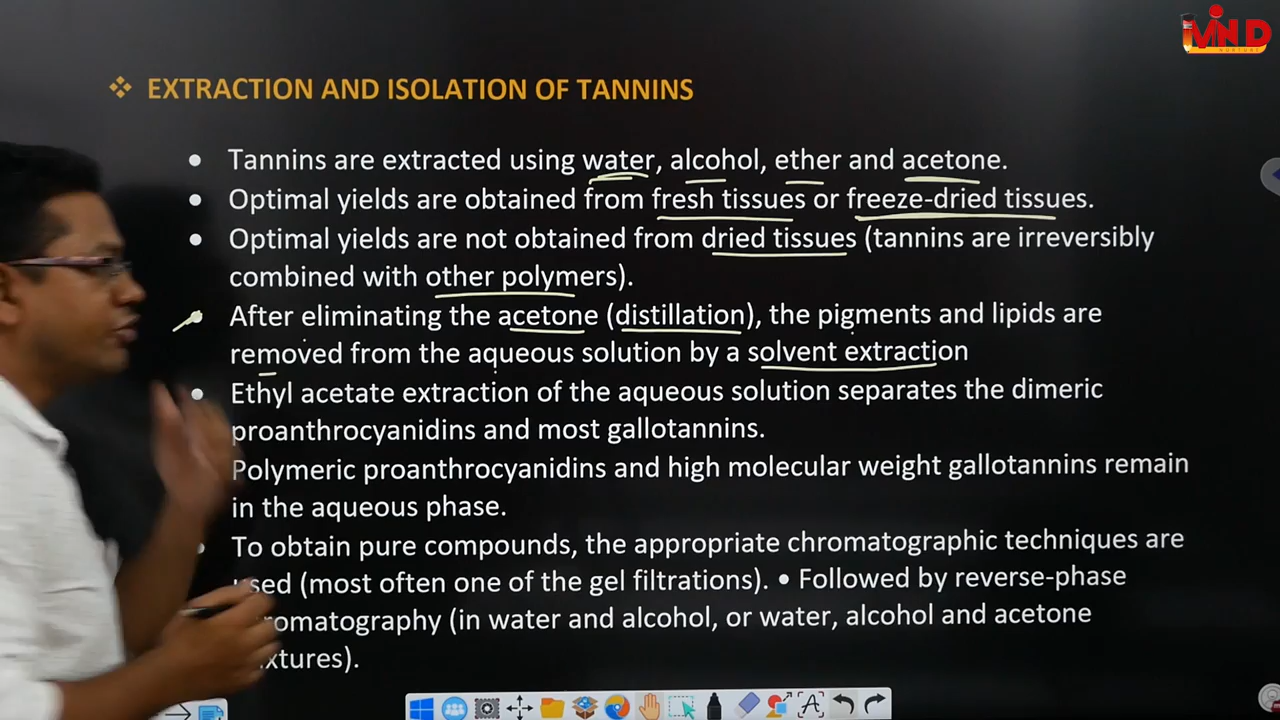 MIND
NURTURE
❖ EXTRACTION AND ISOLATION OF TANNINS
• Tannins are extracted using water, alcohol, ether and acetone.
• Optimal yields are obtained from fresh tissues or freeze-dried tissues.
• Optimal yields are not obtained from dried tissues (tannins are irreversibly
combined with other polymers).
• After eliminating the acetone (distillation), the pigments and lipids are
removed from the aqueous solution by a solvent extraction
• Ethyl acetate extraction of the aqueous solution separates the dimeric
proanthrocyanidins and most gallotannins.
Polymeric proanthrocyanidins and high molecular weight gallotannins remain
in the aqueous phase.
• To obtain pure compounds, the appropriate chromatographic techniques are
(most often one of the gel filtrations). • Followed by reverse-phase
(in water and alcohol, or water, alcohol and acetone